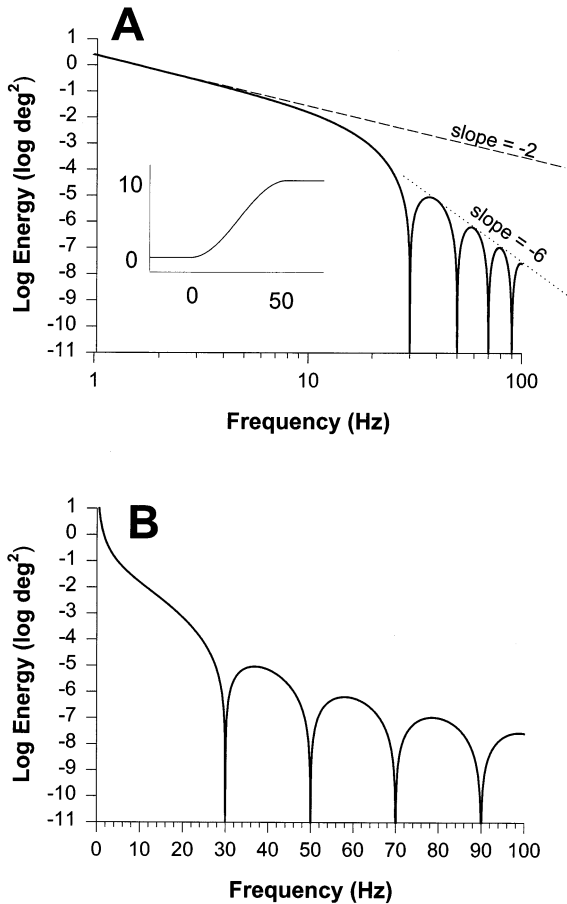 A
Log Energy (log deg²)
1
0
-1
-2
-3
-4
-5
-6
-7
-8
-9
-10
-11
slope = -2
slope = -6
10
0
0 50
1 10 100
Frequency (Hz)
B
Log Energy (log deg²)
1
0
-1
-2
-3
-4
-5
-6
-7
-8
-9
-10
-11
0 10 20 30 40 50 60 70 80 90 100
Frequency (Hz)